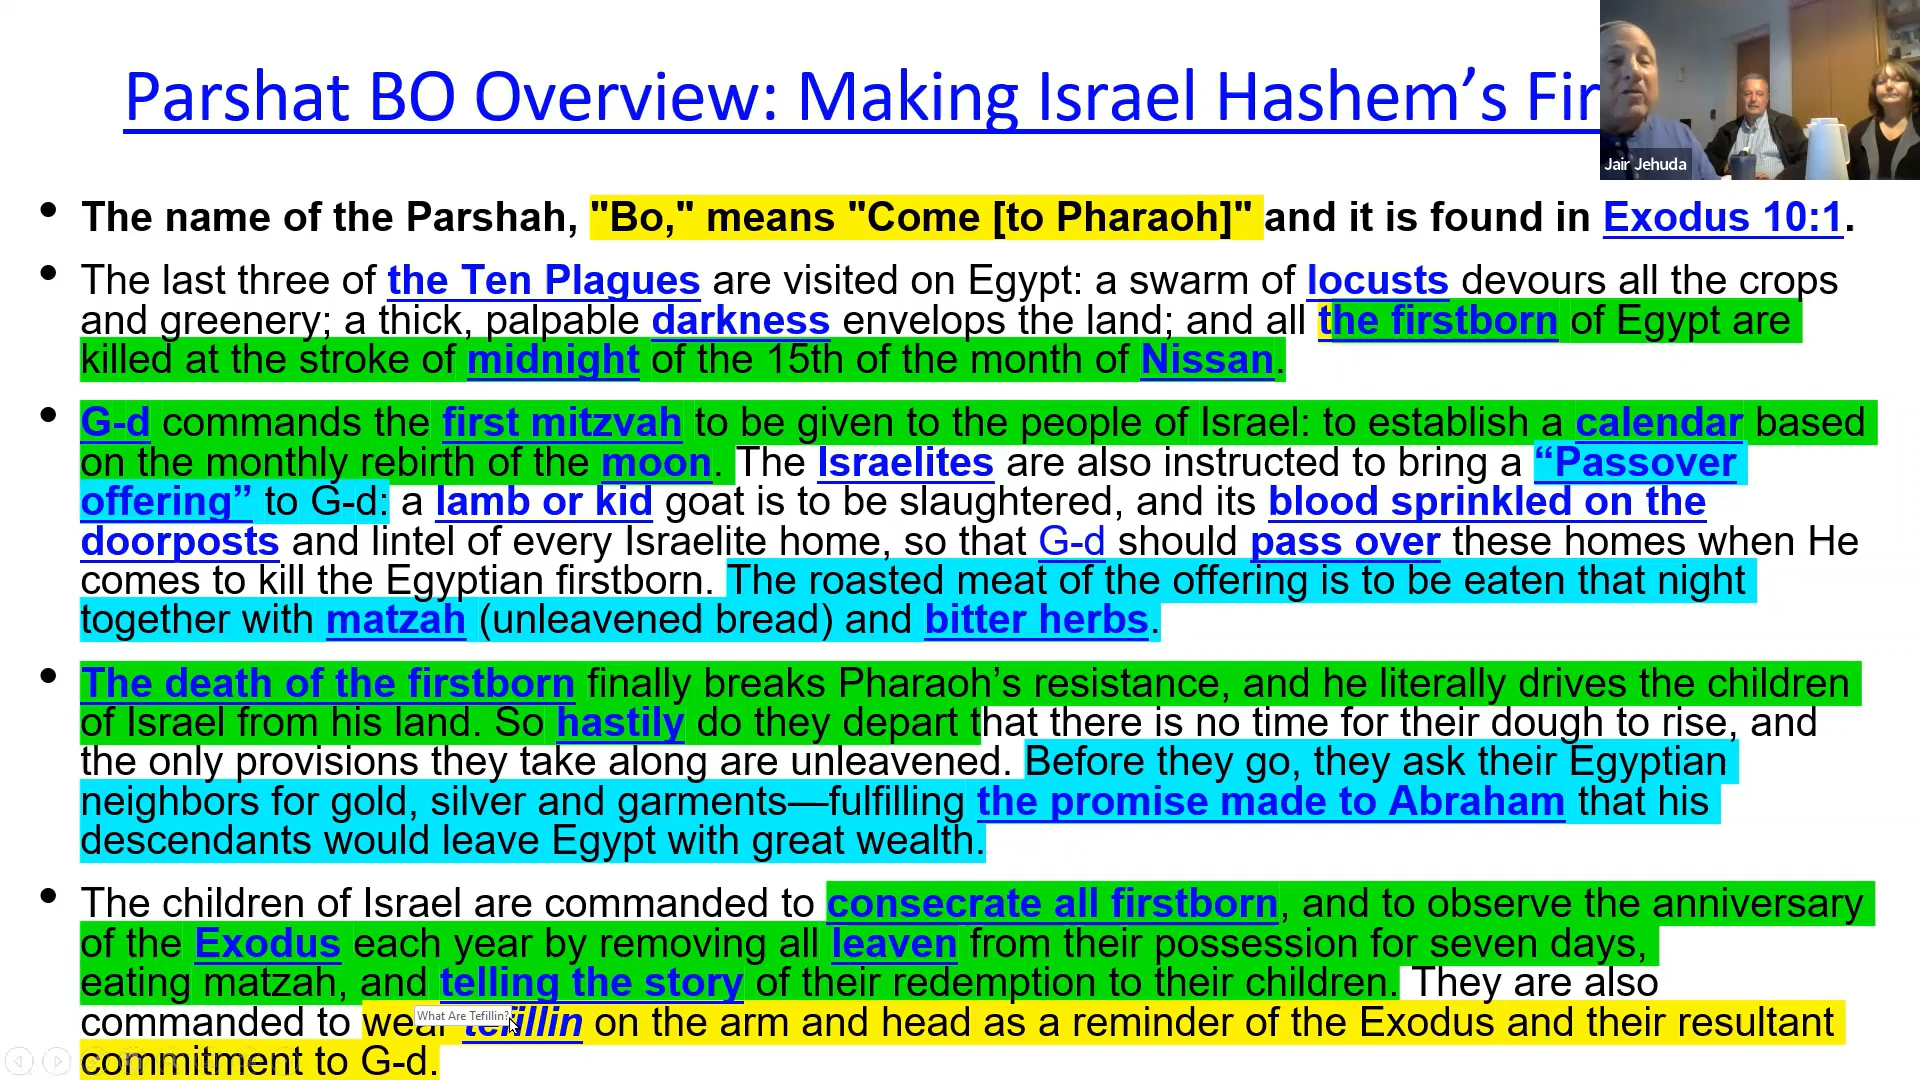 Parshat BO Overview: Making Israel Hashem’s Fir
Jair Jehuda
• The name of the Parshah, "Bo," means "Come [to Pharaoh]" and it is found in Exodus 10:1.
• The last three of the Ten Plagues are visited on Egypt: a swarm of locusts devours all the crops
and greenery; a thick, palpable darkness envelops the land; and all the firstborn of Egypt are
killed at the stroke of midnight of the 15th of the month of Nissan.
• G-d commands the first mitzvah to be given to the people of Israel: to establish a calendar based
on the monthly rebirth of the moon. The Israelites are also instructed to bring a “Passover
offering” to G-d: a lamb or kid goat is to be slaughtered, and its blood sprinkled on the
doorposts and lintel of every Israelite home, so that G-d should pass over these homes when He
comes to kill the Egyptian firstborn. The roasted meat of the offering is to be eaten that night
together with matzah (unleavened bread) and bitter herbs.
• The death of the firstborn finally breaks Pharaoh’s resistance, and he literally drives the children
of Israel from his land. So hastily do they depart that there is no time for their dough to rise, and
the only provisions they take along are unleavened. Before they go, they ask their Egyptian
neighbors for gold, silver and garments—fulfilling the promise made to Abraham that his
descendants would leave Egypt with great wealth.
• The children of Israel are commanded to consecrate all firstborn, and to observe the anniversary
of the Exodus each year by removing all leaven from their possession for seven days,
eating matzah, and telling the story of their redemption to their children. They are also
What Are Tefillin?
commanded to wear tefillin on the arm and head as a reminder of the Exodus and their resultant
commitment to G-d.